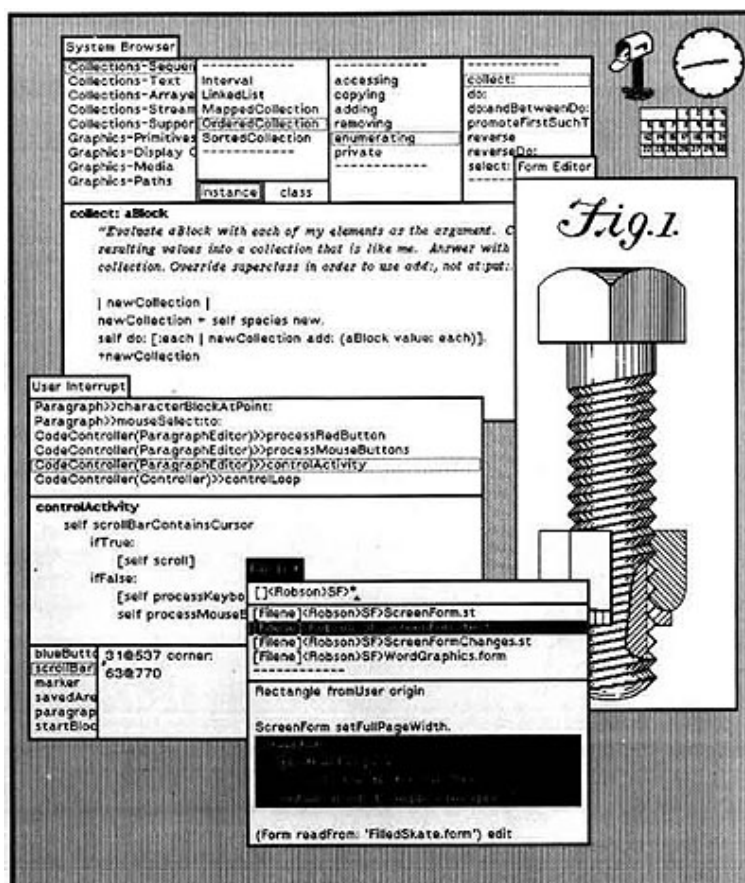 System Browser
Collections-Text
Collections-Arraye
Collections-Stream
Collections-Suppor
Graphics-Primitives
Graphics-Display
Graphics-Media
Graphics-Paths
------------
Interval
LinkedList
MappedCollection
OrderedCollection
SortedCollection
------------
instance class
------------
accessing
copying
adding
removing
enumerating
private
------------
------------
collect:
do:
do:andBetweenDo:
promoteFirstSuchT
reverse
reverseDo:
select:
collect: aBlock
"Evaluate aBlock with each of my elements as the argument. C
resulting values into a collection that is like me. Answer with
collection. Override superclass in order to use add:, not at:put:.
| newCollection |
newCollection ← self species new.
self do: [:each | newCollection add: (aBlock value: each)].
↑newCollection
Form Editor
Fig.1.
User Interrupt
Paragraph>>characterBlockAtPoint:
Paragraph>>mouseSelect:to:
CodeController(ParagraphEditor)>>processRedButton
CodeController(ParagraphEditor)>>processMouseButtons
CodeController(ParagraphEditor)>>controlActivity
CodeController(Controller)>>controlLoop
controlActivity
self scrollBarContainsCursor
ifTrue:
[self scroll]
ifFalse:
[self processKeybo
self processMouseB
blueButto
scrollBar
marker
savedAre
paragrap
startBloc
31@537 corner:
63@770
[]<Robson>SF>*
[Filene]<Robson>SF>ScreenForm.st
[Filene]<Robson>SF>ScreenFormChanges.st
[Filene]<Robson>SF>WordGraphics.form
------------
Rectangle fromUser origin
ScreenForm setFullPageWidth.
(Form readFrom: 'FilledSkate.form') edit